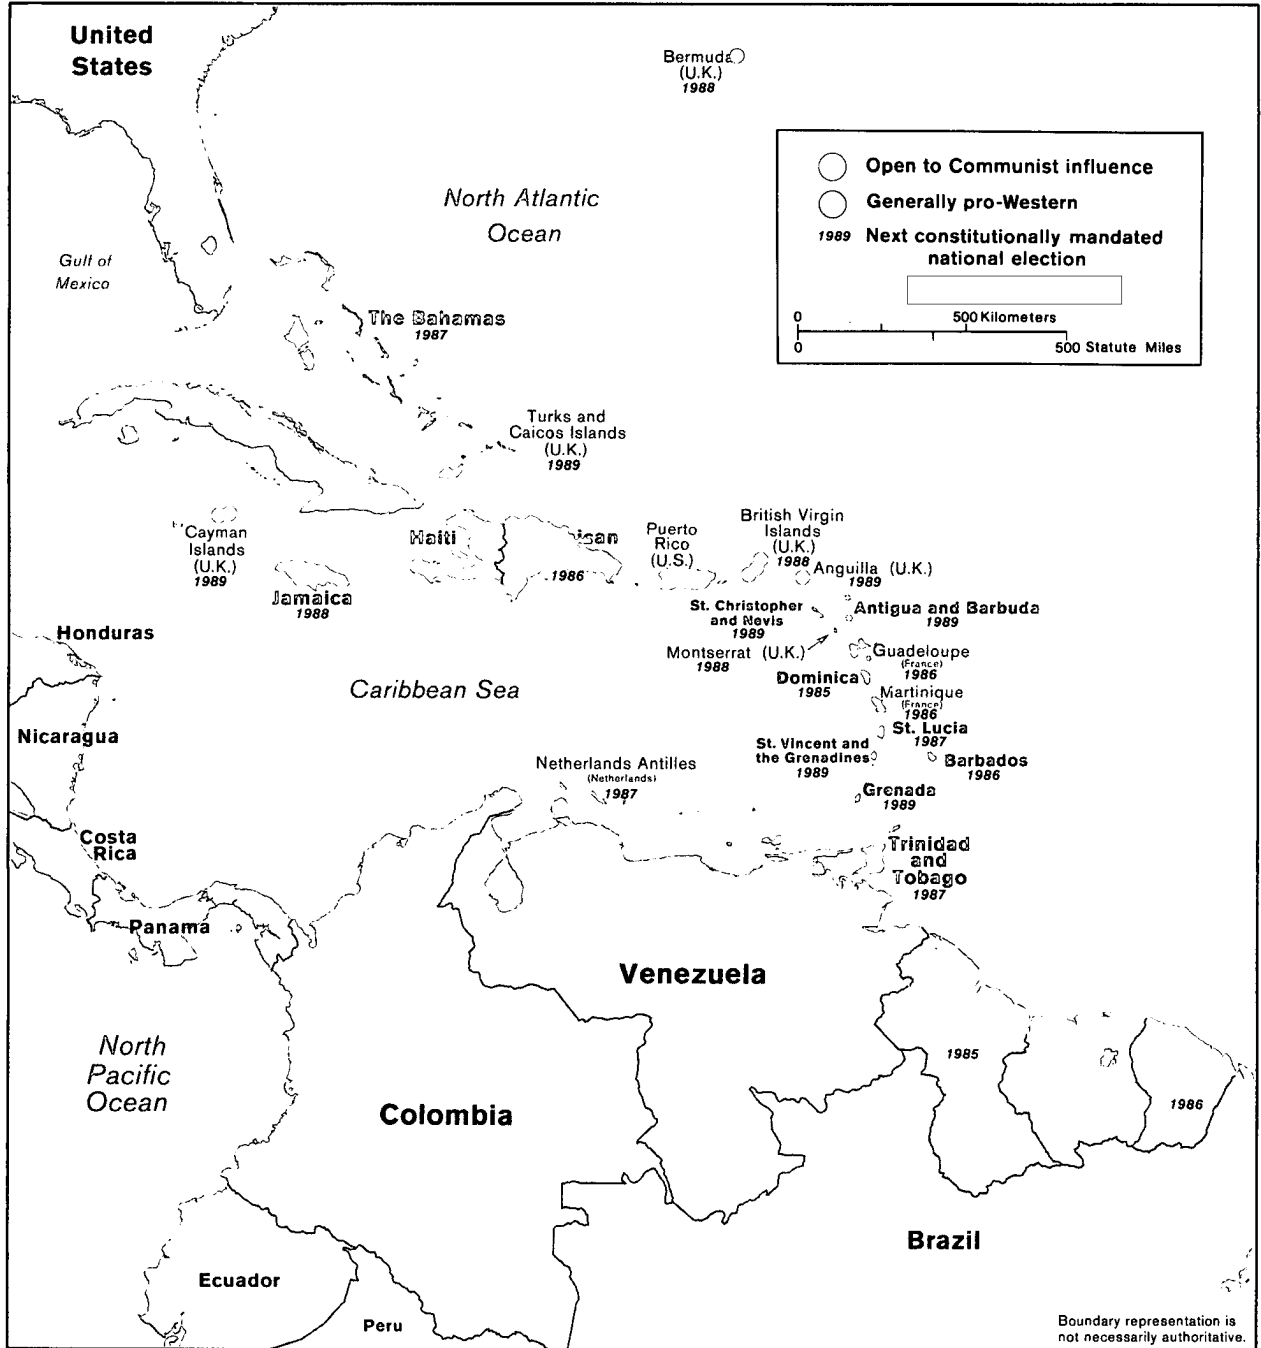 United
States
Bermuda
(U.K.)
1988
Open to Communist influence
Generally pro-Western
1989 Next constitutionally mandated
national election
0 500 Kilometers
0 500 Statute Miles
North Atlantic
Ocean
Gulf of
Mexico
The Bahamas
1987
Turks and
Caicos Islands
(U.K.)
1989
Cayman
Islands
(U.K.)
1989
Jamaica
1988
Haiti
ican
1986
Puerto
Rico
(U.S.)
British Virgin
Islands
(U.K.)
1988
Anguilla (U.K.)
1989
St. Christopher
and Nevis
1989
Antigua and Barbuda
1989
Montserrat (U.K.)
1988
Guadeloupe
(France)
1986
Dominica
1985
Martinique
(France)
1986
St. Lucia
1987
St. Vincent and
the Grenadines
1989
Barbados
1986
Grenada
1989
Netherlands Antilles
(Netherlands)
1987
Trinidad
and
Tobago
1987
Honduras
Caribbean Sea
Nicaragua
Costa
Rica
Panama
Venezuela
North
Pacific
Ocean
Colombia
1985
1986
Brazil
Ecuador
Peru
Boundary representation is
not necessarily authoritative.